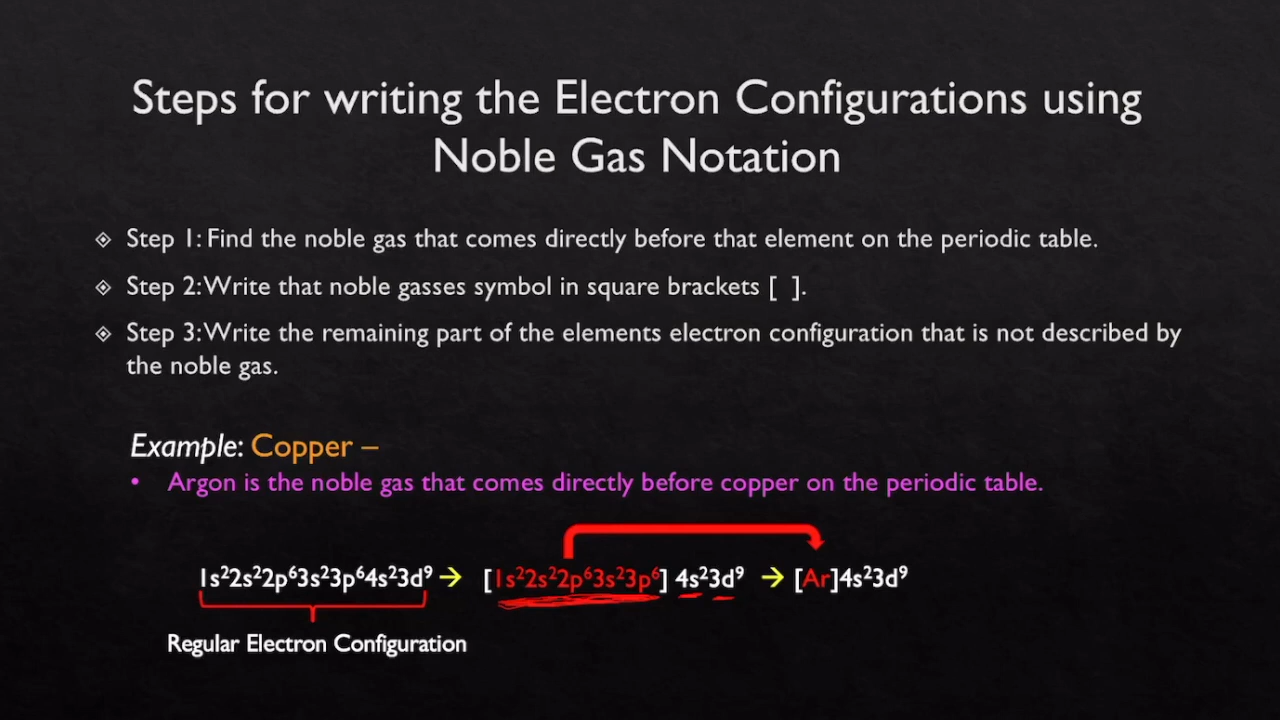 Steps for writing the Electron Configurations using
Noble Gas Notation
Step 1: Find the noble gas that comes directly before that element on the periodic table.
Step 2: Write that noble gasses symbol in square brackets [ ].
Step 3: Write the remaining part of the elements electron configuration that is not described by
the noble gas.
Example: Copper –
• Argon is the noble gas that comes directly before copper on the periodic table.
1s²2s²2p⁶3s²3p⁶4s²3d⁹ → [1s²2s²2p⁶3s²3p⁶] 4s²3d⁹ → [Ar]4s²3d⁹
Regular Electron Configuration